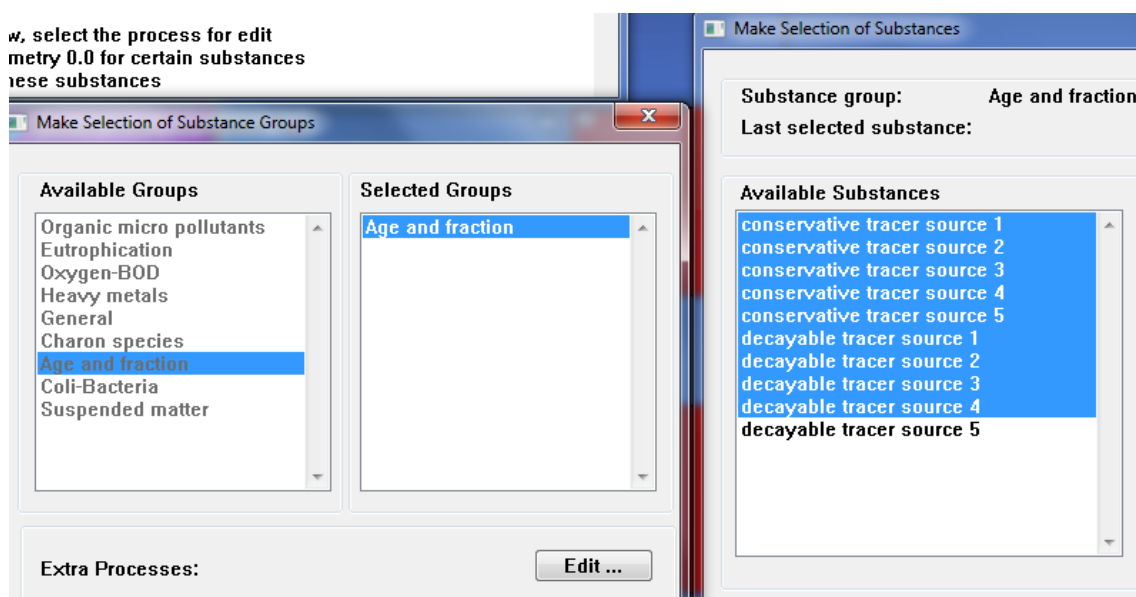 w, select the process for edit
metry 0.0 for certain substances
hese substances
Make Selection of Substance Groups
Available Groups
Organic micro pollutants
Eutrophication
Oxygen-BOD
Heavy metals
General
Charon species
Age and fraction
Coli-Bacteria
Suspended matter
Selected Groups
Age and fraction
Extra Processes:
Edit ...
Make Selection of Substances
Substance group: Age and fraction
Last selected substance:
Available Substances
conservative tracer source 1
conservative tracer source 2
conservative tracer source 3
conservative tracer source 4
conservative tracer source 5
decayable tracer source 1
decayable tracer source 2
decayable tracer source 3
decayable tracer source 4
decayable tracer source 5